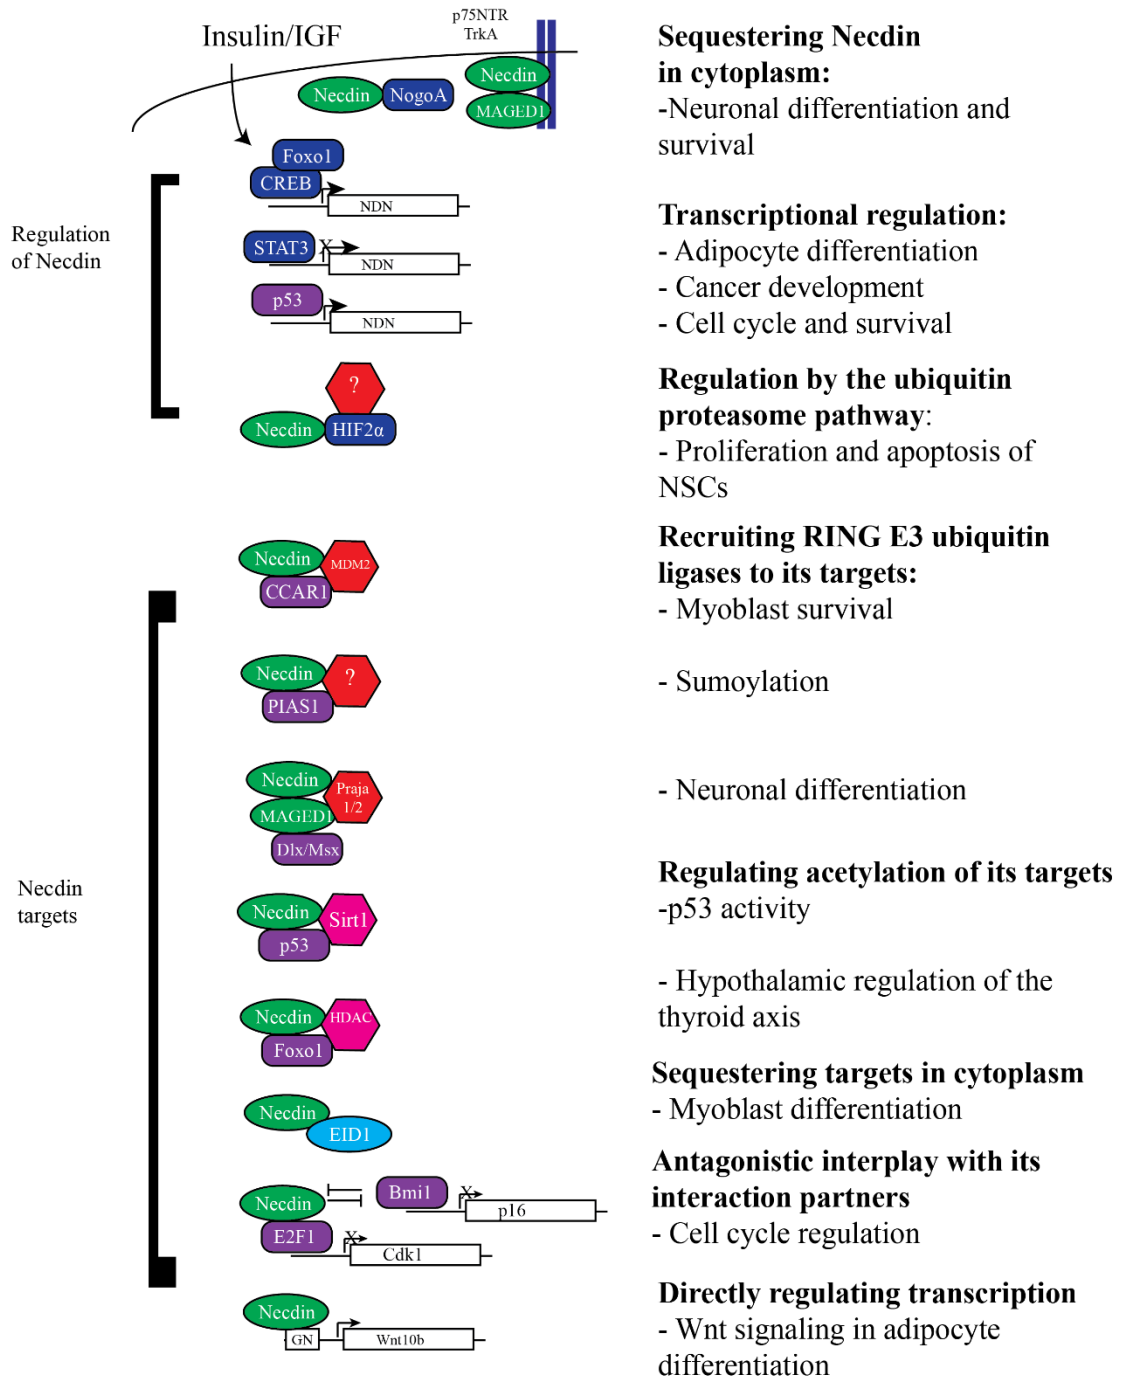 Insulin/IGF
p75NTR
TrkA
Necdin
NogoA
Necdin
MAGED1
Sequestering Necdin
in cytoplasm:
-Neuronal differentiation and
survival
Regulation
of Necdin
Foxo1
CREB
NDN
STAT3
X
NDN
p53
NDN
Transcriptional regulation:
- Adipocyte differentiation
- Cancer development
- Cell cycle and survival
?
Necdin
HIF2α
Regulation by the ubiquitin
proteasome pathway:
- Proliferation and apoptosis of
NSCs
Necdin
targets
Necdin
MDM2
CCAR1
Recruiting RING E3 ubiquitin
ligases to its targets:
- Myoblast survival
Necdin
?
PIAS1
- Sumoylation
Necdin
Praja
1/2
MAGED1
Dlx/Msx
- Neuronal differentiation
Necdin
Sirt1
p53
Regulating acetylation of its targets
-p53 activity
Necdin
HDAC
Foxo1
- Hypothalamic regulation of the
thyroid axis
Necdin
EID1
Sequestering targets in cytoplasm
- Myoblast differentiation
Necdin
Bmi1
X
p16
E2F1
X
Cdk1
Antagonistic interplay with its
interaction partners
- Cell cycle regulation
Necdin
GN
Wnt10b
Directly regulating transcription
- Wnt signaling in adipocyte
differentiation